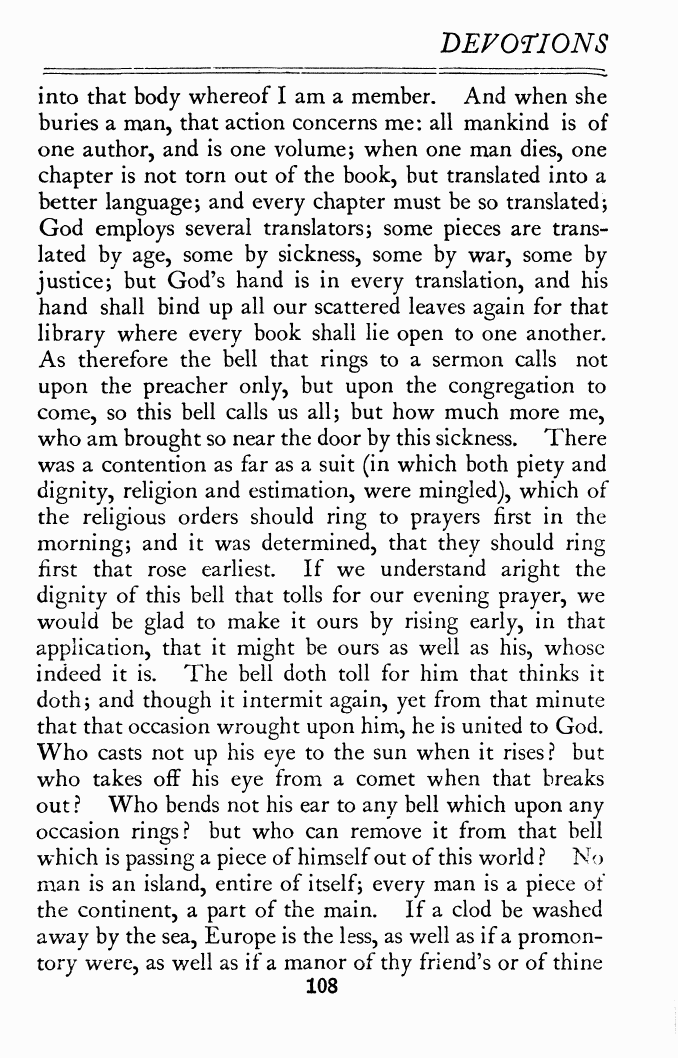 DEVOTIONS
into that body whereof I am a member. And when she
buries a man, that action concerns me: all mankind is of
one author, and is one volume; when one man dies, one
chapter is not torn out of the book, but translated into a
better language; and every chapter must be so translated;
God employs several translators; some pieces are trans-
lated by age, some by sickness, some by war, some by
justice; but God's hand is in every translation, and his
hand shall bind up all our scattered leaves again for that
library where every book shall lie open to one another.
As therefore the bell that rings to a sermon calls not
upon the preacher only, but upon the congregation to
come, so this bell calls us all; but how much more me,
who am brought so near the door by this sickness. There
was a contention as far as a suit (in which both piety and
dignity, religion and estimation, were mingled), which of
the religious orders should ring to prayers first in the
morning; and it was determined, that they should ring
first that rose earliest. If we understand aright the
dignity of this bell that tolls for our evening prayer, we
would be glad to make it ours by rising early, in that
application, that it might be ours as well as his, whose
indeed it is. The bell doth toll for him that thinks it
doth; and though it intermit again, yet from that minute
that that occasion wrought upon him, he is united to God.
Who casts not up his eye to the sun when it rises? but
who takes off his eye from a comet when that breaks
out? Who bends not his ear to any bell which upon any
occasion rings? but who can remove it from that bell
which is passing a piece of himself out of this world? No
man is an island, entire of itself; every man is a piece of
the continent, a part of the main. If a clod be washed
away by the sea, Europe is the less, as well as if a promon-
tory were, as well as if a manor of thy friend's or of thine
108